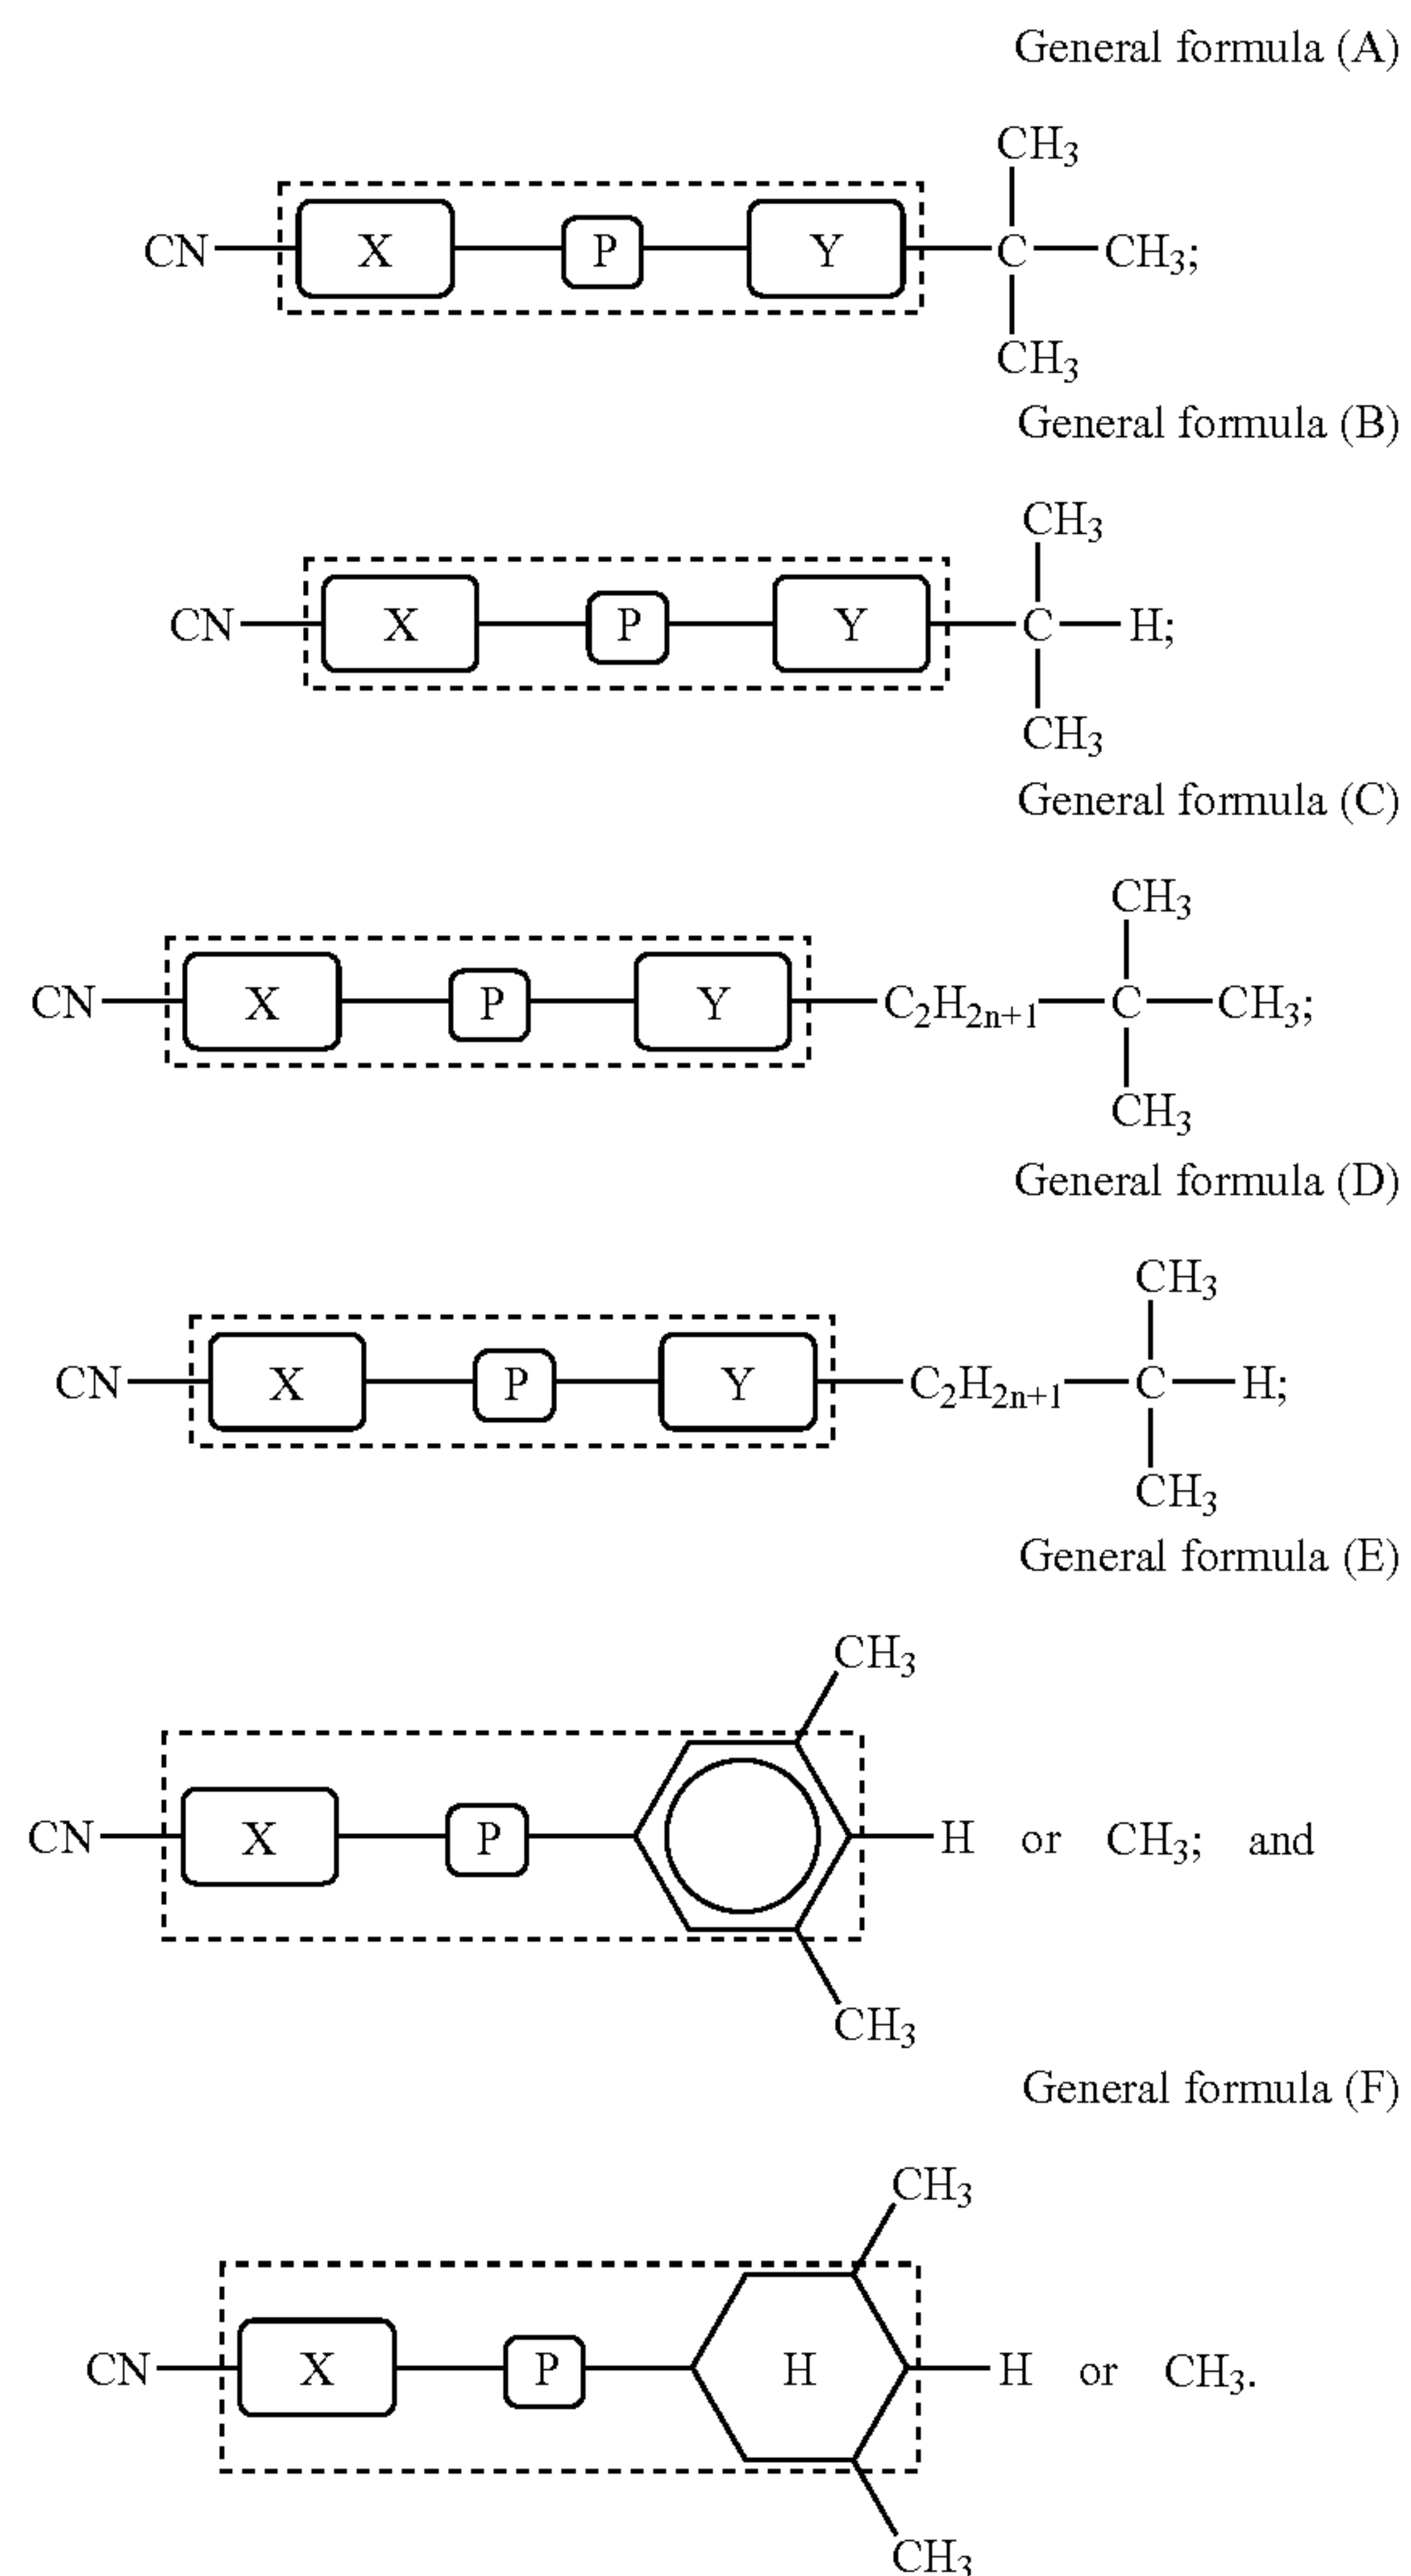 General formula (A)
CH3
CN X P Y C CH3;
CH3
General formula (B)
CH3
CN X P Y C H;
CH3
General formula (C)
CH3
CN X P Y C2H2n+1 C CH3;
CH3
General formula (D)
CH3
CN X P Y C2H2n+1 C H;
CH3
General formula (E)
CH3
CN X P H or CH3; and
CH3
General formula (F)
CH3
CN X P H H or CH3.
CH3